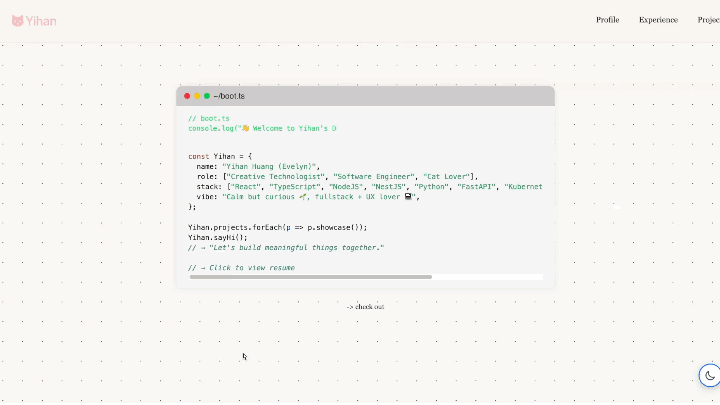 Yihan
Profile Experience Projec
~/boot.ts
// boot.ts
console.log("👋 Welcome to Yihan's D
const Yihan = {
name: "Yihan Huang (Evelyn)",
role: ["Creative Technologist", "Software Engineer", "Cat Lover"],
stack: ["React", "TypeScript", "NodeJS", "NestJS", "Python", "FastAPI", "Kubernet
vibe: "Calm but curious 🌱, fullstack + UX lover 💻",
};
Yihan.projects.forEach(p => p.showcase());
Yihan.sayHi();
// → "Let's build meaningful things together."
// → Click to view resume
-> check out